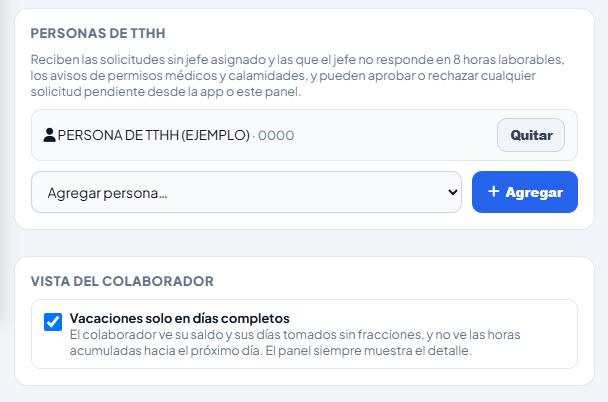 PERSONAS DE TTHH
Reciben las solicitudes sin jefe asignado y las que el jefe no responde en 8 horas laborables,
los avisos de permisos médicos y calamidades, y pueden aprobar o rechazar cualquier
solicitud pendiente desde la app o este panel.
PERSONA DE TTHH (EJEMPLO) · 0000
Quitar
Agregar persona...
+ Agregar
VISTA DEL COLABORADOR
Vacaciones solo en días completos
El colaborador ve su saldo y sus días tomados sin fracciones, y no ve las horas
acumuladas hacia el próximo día. El panel siempre muestra el detalle.